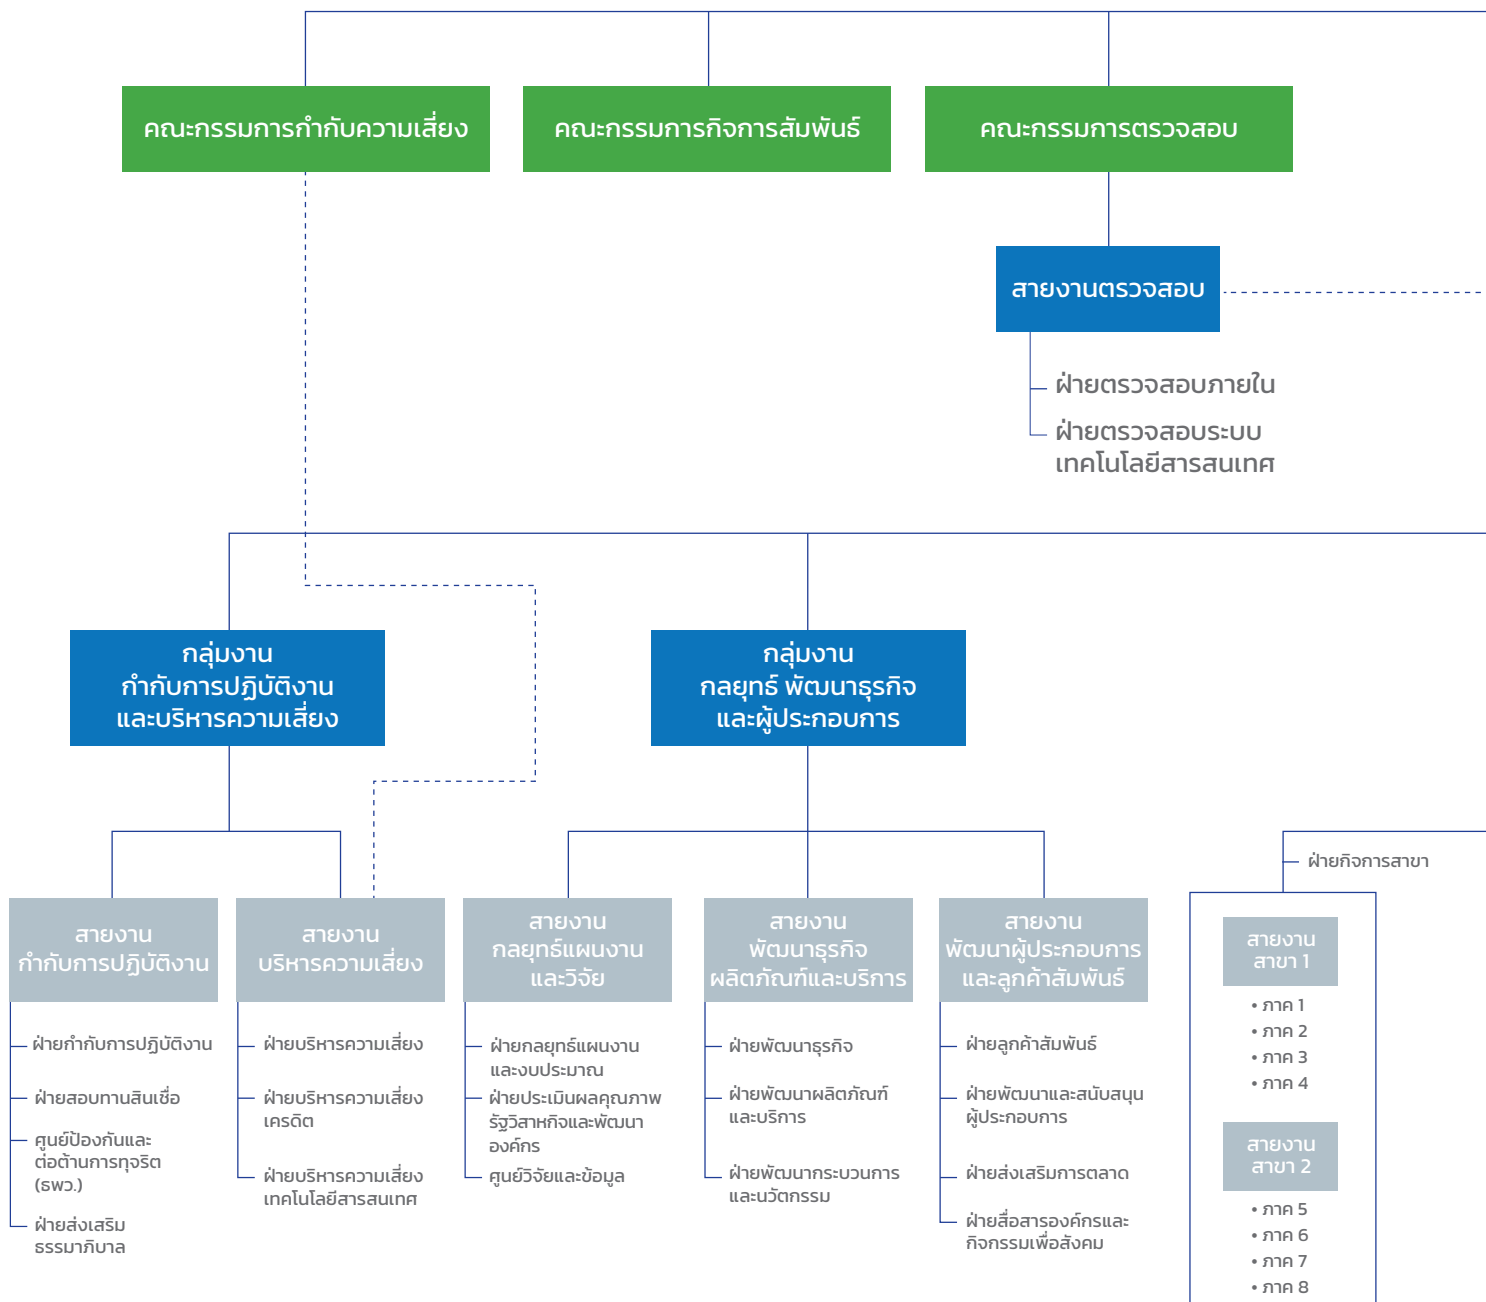 คณะกรรมการกำกับความเสี่ยง
คณะกรรมการกิจการสัมพันธ์
คณะกรรมการตรวจสอบ
สายงานตรวจสอบ
ฝ่ายตรวจสอบภายใน
ฝ่ายตรวจสอบระบบ
เทคโนโลยีสารสนเทศ
กลุ่มงาน
กำกับการปฏิบัติงาน
และบริหารความเสี่ยง
กลุ่มงาน
กลยุทธ์ พัฒนาธุรกิจ
และผู้ประกอบการ
สายงาน
กำกับการปฏิบัติงาน
ฝ่ายกำกับการปฏิบัติงาน
ฝ่ายสอบทานสินเชื่อ
ศูนย์ป้องกันและ
ต่อต้านการทุจริต
(ธพว.)
ฝ่ายส่งเสริม
ธรรมาภิบาล
สายงาน
บริหารความเสี่ยง
ฝ่ายบริหารความเสี่ยง
ฝ่ายบริหารความเสี่ยง
เครดิต
ฝ่ายบริหารความเสี่ยง
เทคโนโลยีสารสนเทศ
สายงาน
กลยุทธ์แผนงาน
และวิจัย
ฝ่ายกลยุทธ์แผนงาน
และงบประมาณ
ฝ่ายประเมินผลคุณภาพ
รัฐวิสาหกิจและพัฒนา
องค์กร
ศูนย์วิจัยและข้อมูล
สายงาน
พัฒนาธุรกิจ
ผลิตภัณฑ์และบริการ
ฝ่ายพัฒนาธุรกิจ
ฝ่ายพัฒนาผลิตภัณฑ์
และบริการ
ฝ่ายพัฒนากระบวนการ
และนวัตกรรม
สายงาน
พัฒนาผู้ประกอบการ
และลูกค้าสัมพันธ์
ฝ่ายลูกค้าสัมพันธ์
ฝ่ายพัฒนาและสนับสนุน
ผู้ประกอบการ
ฝ่ายส่งเสริมการตลาด
ฝ่ายสื่อสารองค์กรและ
กิจกรรมเพื่อสังคม
ฝ่ายกิจการสาขา
สายงาน
สาขา 1
• ภาค 1
• ภาค 2
• ภาค 3
• ภาค 4
สายงาน
สาขา 2
• ภาค 5
• ภาค 6
• ภาค 7
• ภาค 8